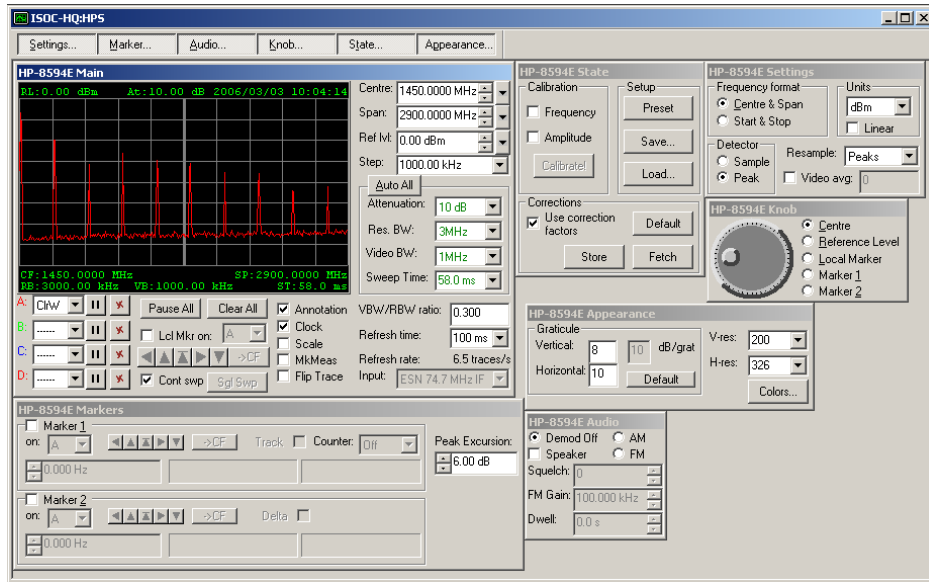 ISOC-HQ:HPS
Settings... Marker... Audio... Knob... State... Appearance...
HP-8594E Main
RL:0.00 dBm At:10.00 dB 2006/03/03 10:04:14
CF:1450.0000 MHz SP:2900.0000 MHz
RB:3000.00 kHz VB:1000.00 kHz ST:58.0 ms
Centre: 1450.0000 MHz
Span: 2900.0000 MHz
Ref lvl: 0.00 dBm
Step: 1000.00 kHz
Auto All
Attenuation: 10 dB
Res. BW: 3MHz
Video BW: 1MHz
Sweep Time: 58.0 ms
VBW/RBW ratio: 0.300
Refresh time: 100 ms
Refresh rate: 6.5 traces/s
Input: ESN 74.7 MHz IF
A: ClrW
B: -----
C: -----
D: -----
Pause All Clear All
Lcl Mkr on: A
->CF
Cont swp Sgl Swp
Annotation
Clock
Scale
MkMeas
Flip Trace
HP-8594E State
Calibration
Frequency
Amplitude
Calibrate!
Setup
Preset
Save...
Load...
Corrections
Use correction factors
Default
Store Fetch
HP-8594E Settings
Frequency format
Centre & Span
Start & Stop
Units
dBm
Linear
Detector
Sample
Peak
Resample: Peaks
Video avg: 0
HP-8594E Knob
Centre
Reference Level
Local Marker
Marker 1
Marker 2
HP-8594E Appearance
Graticule
Vertical: 8 10 dB/grat
Horizontal: 10 Default
V-res: 200
H-res: 326
Colors...
HP-8594E Markers
Marker 1
on: A ->CF Track Counter: Off
0.000 Hz
Peak Excursion:
6.00 dB
Marker 2
on: A ->CF Delta
0.000 Hz
HP-8594E Audio
Demod Off AM
Speaker FM
Squelch: 0
FM Gain: 100.000 kHz
Dwell: 0.0 s